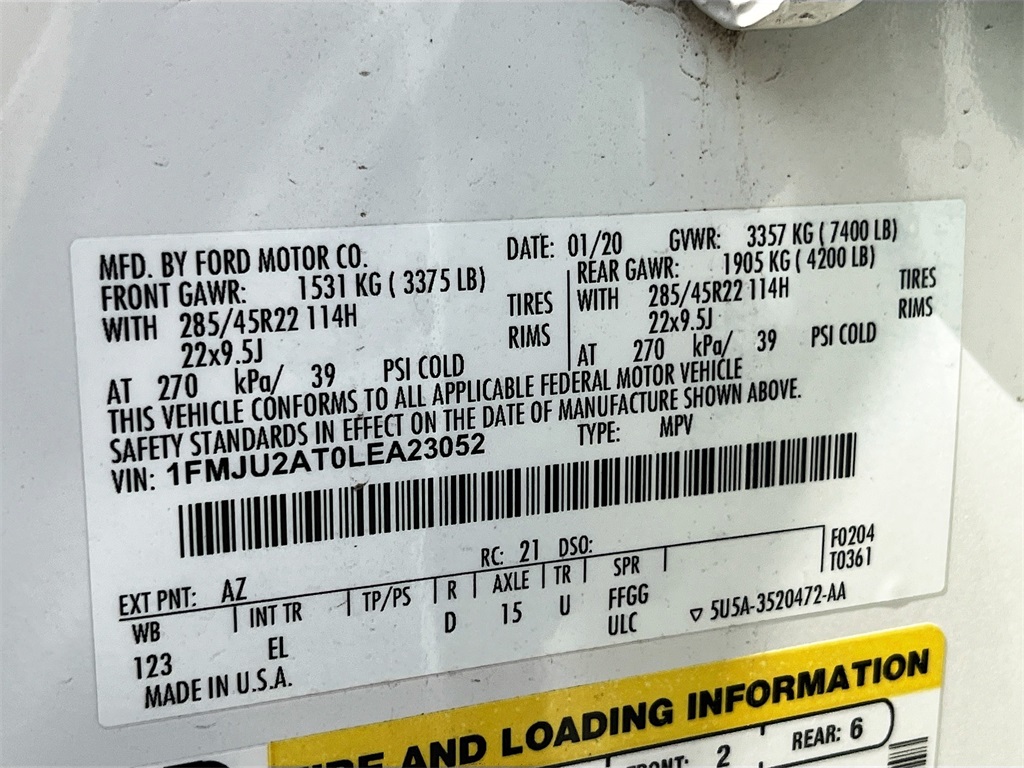 MFD. BY FORD MOTOR CO. DATE: 01/20 GVWR: 3357 KG ( 7400 LB)
FRONT GAWR: 1531 KG ( 3375 LB) REAR GAWR: 1905 KG ( 4200 LB)
WITH 285/45R22 114H TIRES WITH 285/45R22 114H TIRES
22x9.5J RIMS 22x9.5J RIMS
AT 270 kPa/ 39 PSI COLD AT 270 kPa/ 39 PSI COLD
THIS VEHICLE CONFORMS TO ALL APPLICABLE FEDERAL MOTOR VEHICLE
SAFETY STANDARDS IN EFFECT ON THE DATE OF MANUFACTURE SHOWN ABOVE.
VIN: 1FMJU2AT0LEA23052 TYPE: MPV
F0204
T0361
EXT PNT: AZ RC: 21 DSO:
WB INT TR TP/PS R AXLE TR SPR
123 EL D 15 U FFGG
ULC
▽ 5U5A-3520472-AA
MADE IN U.S.A.
AND LOADING INFORMATION
FRONT: 2 REAR: 6